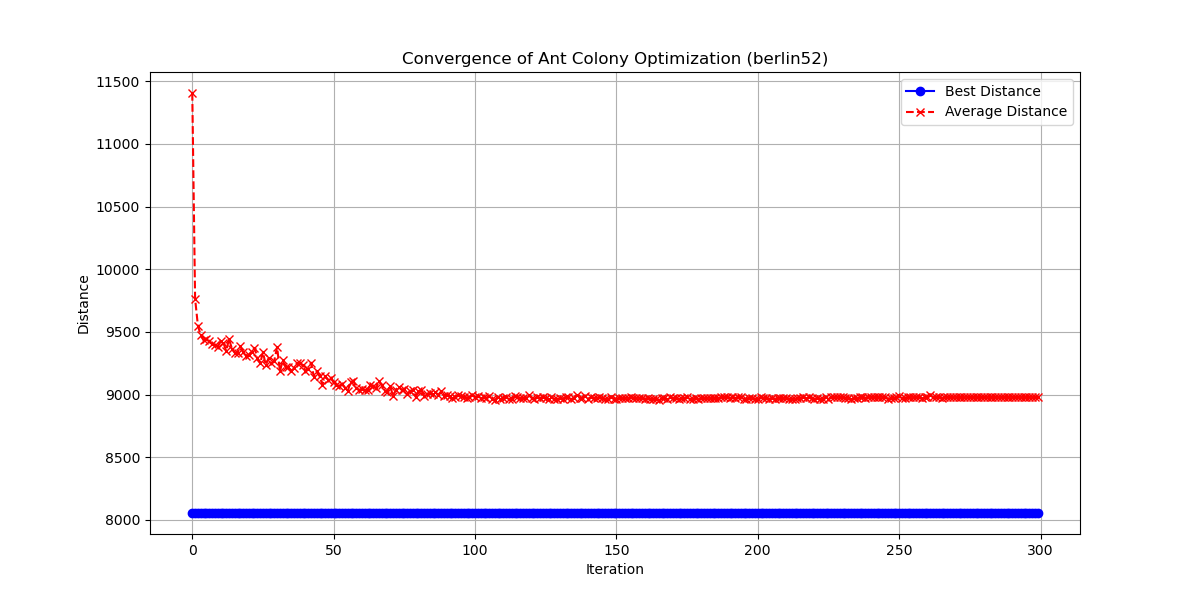 Convergence of Ant Colony Optimization (berlin52)
Best Distance
Average Distance
11500
11000
10500
10000
9500
9000
8500
8000
Distance
0 50 100 150 200 250 300
Iteration